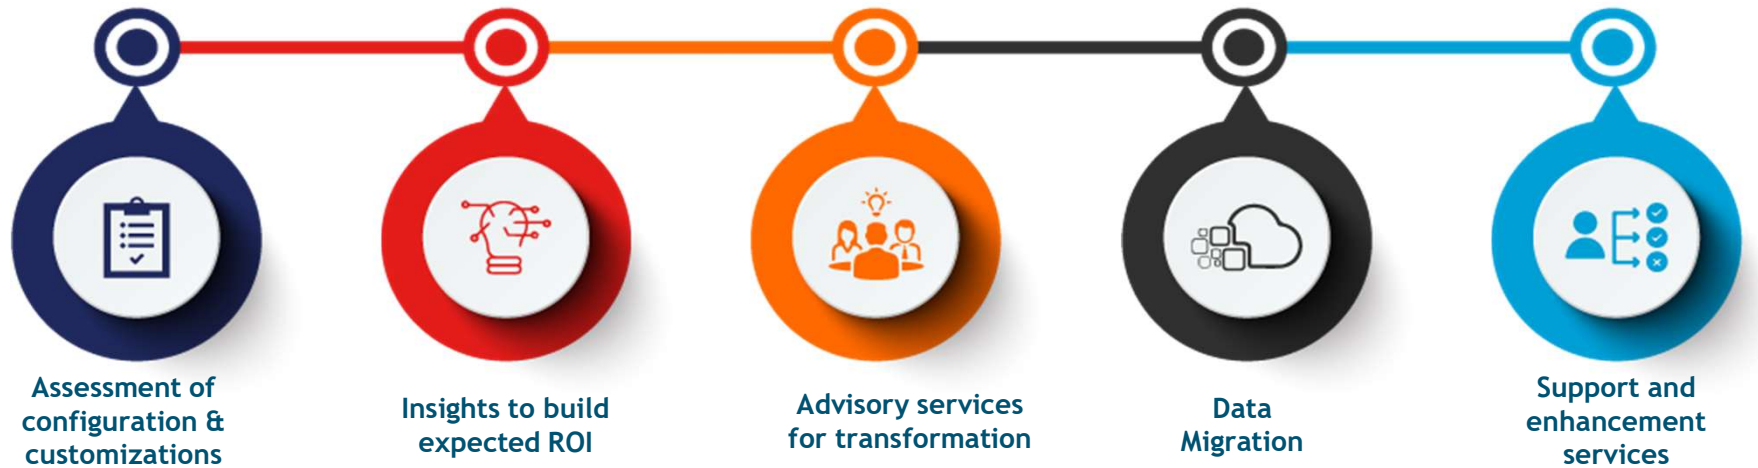 Assessment of
configuration &
customizations
Insights to build
expected ROI
Advisory services
for transformation
Data
Migration
Support and
enhancement
services